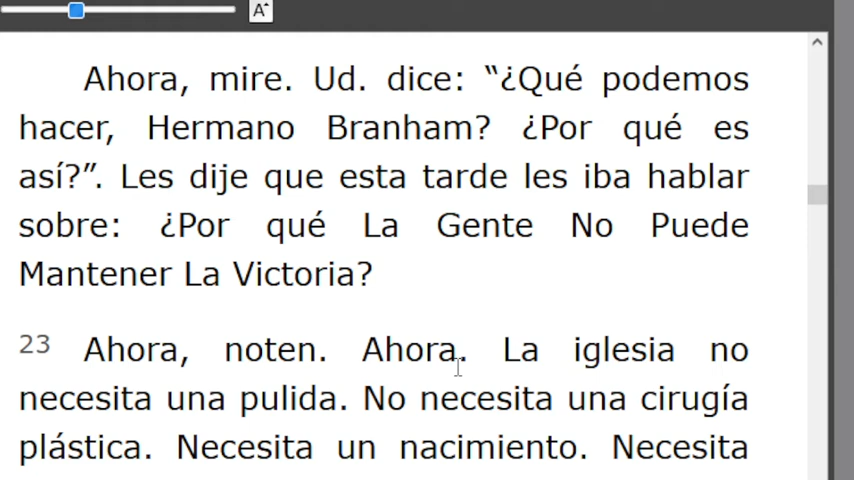 A
Ahora, mire. Ud. dice: “¿Qué podemos
hacer, Hermano Branham? ¿Por qué es
así?”. Les dije que esta tarde les iba hablar
sobre: ¿Por qué La Gente No Puede
Mantener La Victoria?
23 Ahora, noten. Ahora. La iglesia no
necesita una pulida. No necesita una cirugía
plástica. Necesita un nacimiento. Necesita